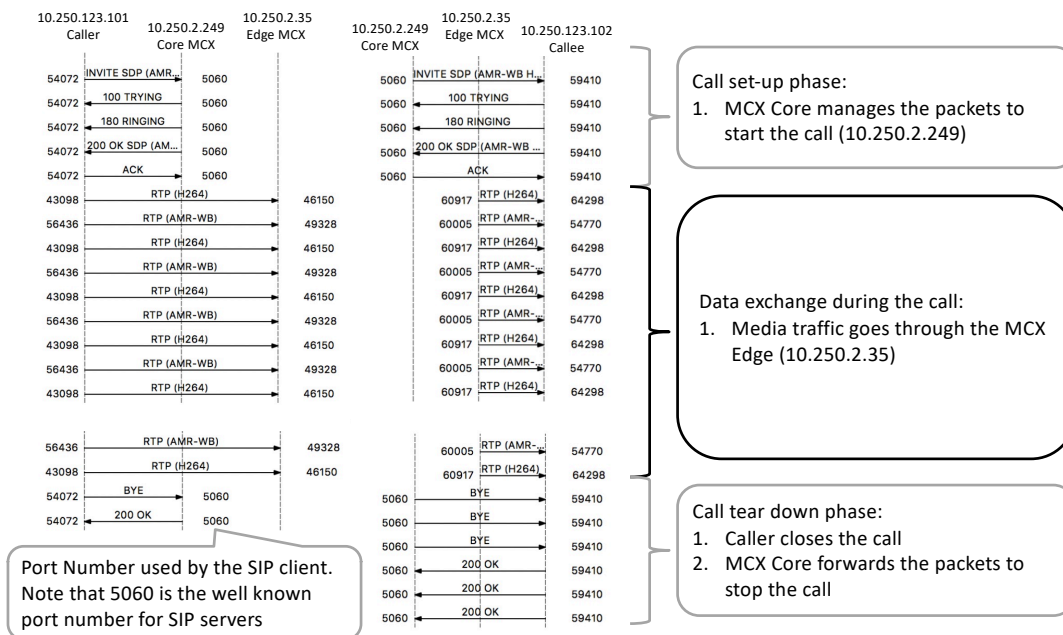 10.250.123.101
Caller
10.250.2.249
Core MCX
10.250.2.35
Edge MCX
10.250.2.249
Core MCX
10.250.2.35
Edge MCX
10.250.123.102
Callee
54072 INVITE SDP (AMR... 5060
54072 100 TRYING 5060
54072 180 RINGING 5060
54072 200 OK SDP (AM... 5060
54072 ACK 5060
43098 RTP (H264) 46150
56436 RTP (AMR-WB) 49328
43098 RTP (H264) 46150
56436 RTP (AMR-WB) 49328
43098 RTP (H264) 46150
56436 RTP (AMR-WB) 49328
43098 RTP (H264) 46150
56436 RTP (AMR-WB) 49328
43098 RTP (H264) 46150
56436 RTP (AMR-WB) 49328
43098 RTP (H264) 46150
54072 BYE 5060
54072 200 OK 5060
5060 INVITE SDP (AMR-WB H... 59410
5060 100 TRYING 59410
5060 180 RINGING 59410
5060 200 OK SDP (AMR-WB ... 59410
5060 ACK 59410
60917 RTP (H264) 64298
60005 RTP (AMR-... 54770
60917 RTP (H264) 64298
60005 RTP (AMR-... 54770
60917 RTP (H264) 64298
60005 RTP (AMR-... 54770
60917 RTP (H264) 64298
60005 RTP (AMR-... 54770
60917 RTP (H264) 64298
60005 RTP (AMR-... 54770
60917 RTP (H264) 64298
5060 BYE 59410
5060 BYE 59410
5060 BYE 59410
5060 200 OK 59410
5060 200 OK 59410
5060 200 OK 59410
Port Number used by the SIP client.
Note that 5060 is the well known
port number for SIP servers
Call set-up phase:
1. MCX Core manages the packets to
start the call (10.250.2.249)
Data exchange during the call:
1. Media traffic goes through the MCX
Edge (10.250.2.35)
Call tear down phase:
1. Caller closes the call
2. MCX Core forwards the packets to
stop the call